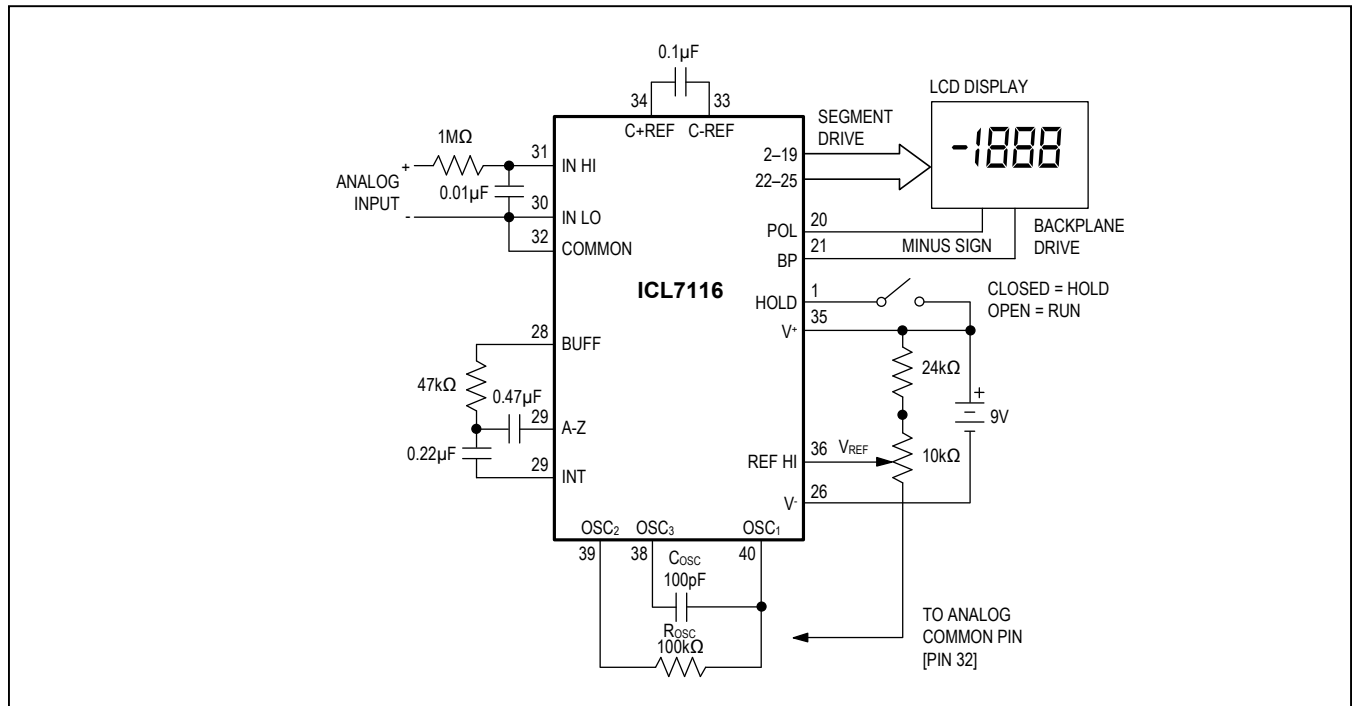 0.1µF
34
33
C+REF
C-REF
LCD DISPLAY
-1888
SEGMENT
DRIVE
1MΩ
31
IN HI
2–19
22–25
+
ANALOG
INPUT
-
0.01µF
30
IN LO
32
COMMON
20
POL
MINUS SIGN
BACKPLANE
DRIVE
21
BP
ICL7116
1
HOLD
CLOSED = HOLD
OPEN = RUN
35
V+
28
BUFF
24kΩ
47kΩ
0.47µF
29
A-Z
+
9V
0.22µF
29
INT
36
REF HI
VREF
10kΩ
26
V-
OSC2
OSC3
OSC1
39
38
40
COSC
100pF
ROSC
100kΩ
TO ANALOG
COMMON PIN
[PIN 32]